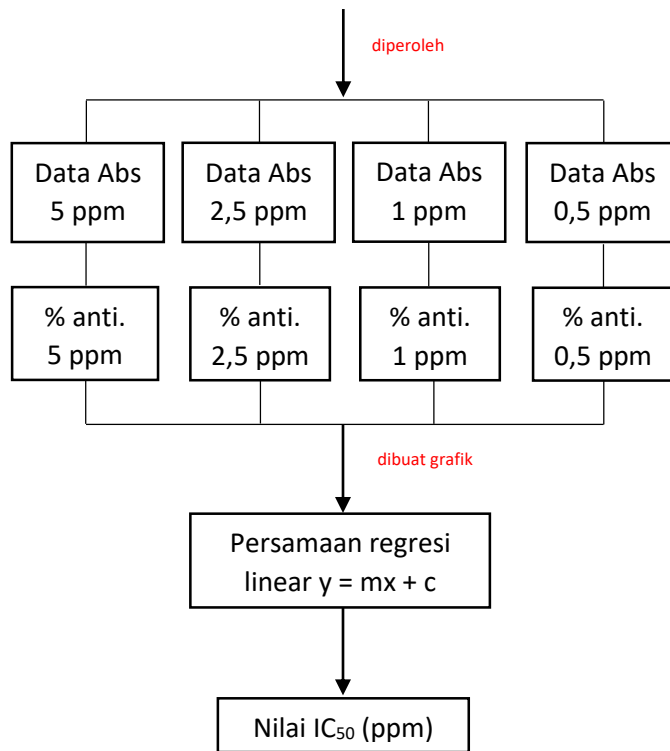 diperoleh
Data Abs
5 ppm
Data Abs
2,5 ppm
Data Abs
1 ppm
Data Abs
0,5 ppm
% anti.
5 ppm
% anti.
2,5 ppm
% anti.
1 ppm
% anti.
0,5 ppm
dibuat grafik
Persamaan regresi
linear y = mx + c
Nilai IC₅₀ (ppm)